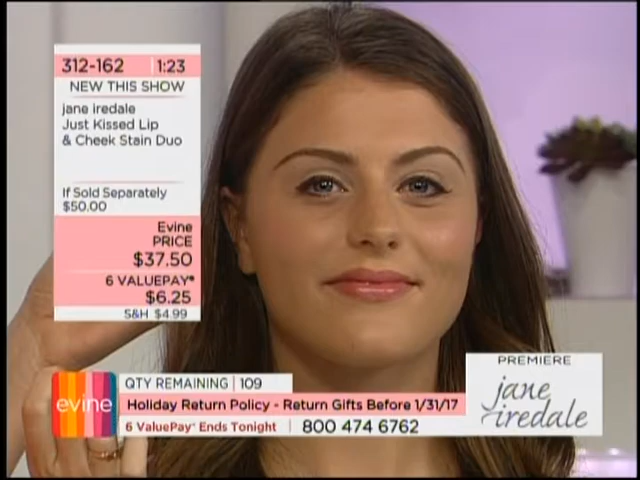 312-162 1:23
NEW THIS SHOW
jane iredale
Just Kissed Lip
& Cheek Stain Duo
If Sold Separately
$50.00
Evine
PRICE
$37.50
6 VALUEPAY®
$6.25
S&H $4.99
PREMIERE
jane
iredale
evine
QTY REMAINING 109
Holiday Return Policy - Return Gifts Before 1/31/17
6 ValuePay® Ends Tonight 800 474 6762